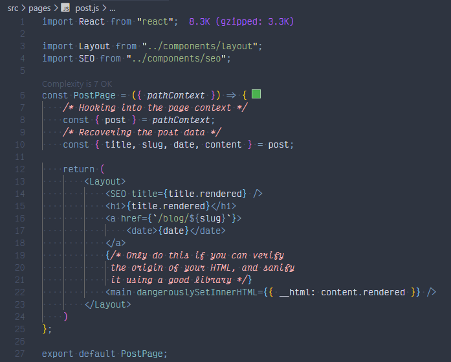 src > pages > post.js > ...
1 import React from "react"; 8.3K (gzipped: 3.3K)
2
3 import Layout from "../components/layout";
4 import SEO from "../components/seo";
5
Complexity is 7 OK
6 const PostPage = ({ pathContext }) => {
7 /* Hooking into the page context */
8 const { post } = pathContext;
9 /* Recovering the post data */
10 const { title, slug, date, content } = post;
11
12 return (
13 <Layout>
14 <SEO title={title.rendered} />
15 <h1>{title.rendered}</h1>
16 <a href={`/blog/${slug}`}>
17 <date>{date}</date>
18 </a>
19 {/* Only do this if you can verify
20 the origin of your HTML, and sanify
21 it using a good library */}
22 <main dangerouslySetInnerHTML={{ __html: content.rendered }} />
23 </Layout>
24 )
25 };
26
27 export default PostPage;